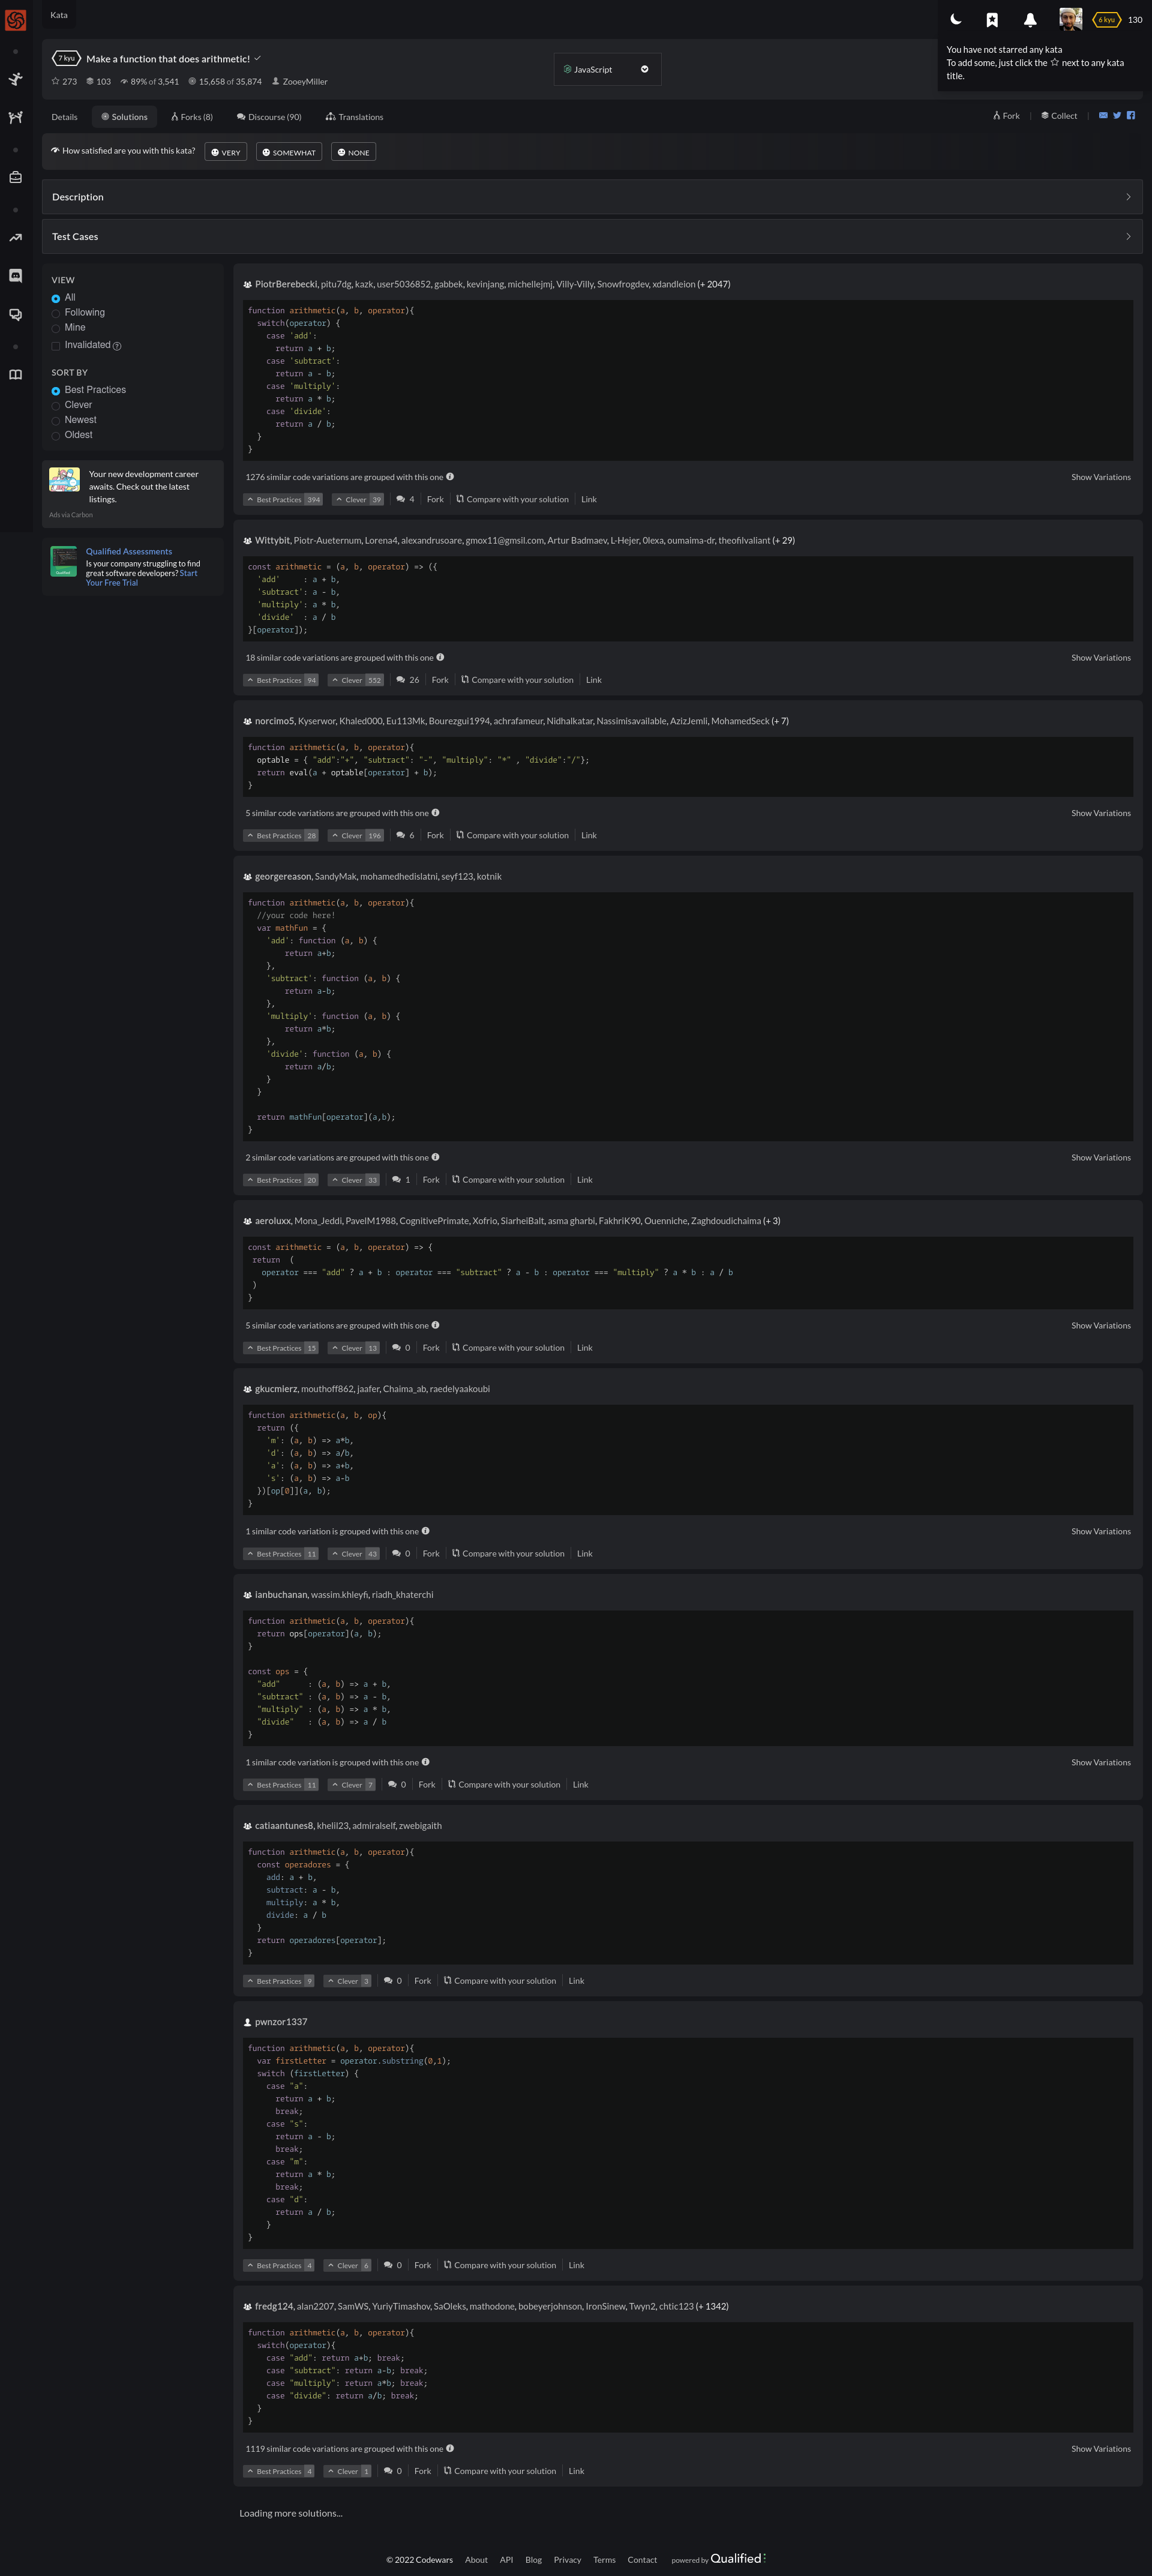 Kata
6 kyu
130
You have not starred any kata
To add some, just click the ☆ next to any kata
title.
7 kyu
Make a function that does arithmetic!
273
103
89% of 3,541
15,658 of 35,874
ZooeyMiller
JavaScript
Details
Solutions
Forks (8)
Discourse (90)
Translations
Fork
Collect
How satisfied are you with this kata?
VERY
SOMEWHAT
NONE
Description
Test Cases
VIEW
All
Following
Mine
Invalidated
SORT BY
Best Practices
Clever
Newest
Oldest
Your new development career
awaits. Check out the latest
listings.
Ads via Carbon
Qualified Assessments
Is your company struggling to find
great software developers? Start
Your Free Trial
PiotrBerebecki, pitu7dg, kazk, user5036852, gabbek, kevinjang, michellejmj, Villy-Villy, Snowfrogdev, xdandleion (+ 2047)
function arithmetic(a, b, operator){
  switch(operator) {
    case 'add':
      return a + b;
    case 'subtract':
      return a - b;
    case 'multiply':
      return a * b;
    case 'divide':
      return a / b;
  }
}
1276 similar code variations are grouped with this one
Show Variations
Best Practices 394 Clever 39 4 Fork Compare with your solution Link
Wittybit, Piotr-Aueternum, Lorena4, alexandrusoare, gmox11@gmsil.com, Artur Badmaev, L-Hejer, 0lexa, oumaima-dr, theofilvaliant (+ 29)
const arithmetic = (a, b, operator) => ({
  'add'     : a + b,
  'subtract': a - b,
  'multiply': a * b,
  'divide'  : a / b
}[operator]);
18 similar code variations are grouped with this one
Show Variations
Best Practices 94 Clever 552 26 Fork Compare with your solution Link
norcimo5, Kyserwor, Khaled000, Eu113Mk, Bourezgui1994, achrafameur, Nidhalkatar, Nassimisavailable, AzizJemli, MohamedSeck (+ 7)
function arithmetic(a, b, operator){
  optable = { "add":"+", "subtract": "-", "multiply": "*" , "divide":"/"};
  return eval(a + optable[operator] + b);
}
5 similar code variations are grouped with this one
Show Variations
Best Practices 28 Clever 196 6 Fork Compare with your solution Link
georgereason, SandyMak, mohamedhedislatni, seyf123, kotnik
function arithmetic(a, b, operator){
  //your code here!
  var mathFun = {
    'add': function (a, b) {
        return a+b;
    },
    'subtract': function (a, b) {
        return a-b;
    },
    'multiply': function (a, b) {
        return a*b;
    },
    'divide': function (a, b) {
        return a/b;
    }
  }

  return mathFun[operator](a,b);
}
2 similar code variations are grouped with this one
Show Variations
Best Practices 20 Clever 33 1 Fork Compare with your solution Link
aeroluxx, Mona_Jeddi, PavelM1988, CognitivePrimate, Xofrio, SiarheiBalt, asma gharbi, FakhriK90, Ouenniche, Zaghdoudichaima (+ 3)
const arithmetic = (a, b, operator) => {
 return  (
   operator === "add" ? a + b : operator === "subtract" ? a - b : operator === "multiply" ? a * b : a / b
 )
}
5 similar code variations are grouped with this one
Show Variations
Best Practices 15 Clever 13 0 Fork Compare with your solution Link
gkucmierz, mouthoff862, jaafer, Chaima_ab, raedelyaakoubi
function arithmetic(a, b, op){
  return ({
    'm': (a, b) => a*b,
    'd': (a, b) => a/b,
    'a': (a, b) => a+b,
    's': (a, b) => a-b
  })[op[0]](a, b);
}
1 similar code variation is grouped with this one
Show Variations
Best Practices 11 Clever 43 0 Fork Compare with your solution Link
ianbuchanan, wassim.khleyfi, riadh_khaterchi
function arithmetic(a, b, operator){
  return ops[operator](a, b);
}

const ops = {
  "add"      : (a, b) => a + b,
  "subtract" : (a, b) => a - b,
  "multiply" : (a, b) => a * b,
  "divide"   : (a, b) => a / b
}
1 similar code variation is grouped with this one
Show Variations
Best Practices 11 Clever 7 0 Fork Compare with your solution Link
catiaantunes8, khelil23, admiralself, zwebigaith
function arithmetic(a, b, operator){
  const operadores = {
    add: a + b,
    subtract: a - b,
    multiply: a * b,
    divide: a / b
  }
  return operadores[operator];
}
Best Practices 9 Clever 3 0 Fork Compare with your solution Link
pwnzor1337
function arithmetic(a, b, operator){
  var firstLetter = operator.substring(0,1);
  switch (firstLetter) {
    case "a":
      return a + b;
      break;
    case "s":
      return a - b;
      break;
    case "m":
      return a * b;
      break;
    case "d":
      return a / b;
    }
}
Best Practices 4 Clever 6 0 Fork Compare with your solution Link
fredg124, alan2207, SamWS, YuriyTimashov, SaOleks, mathodone, bobeyerjohnson, IronSinew, Twyn2, chtic123 (+ 1342)
function arithmetic(a, b, operator){
  switch(operator){
    case "add": return a+b; break;
    case "subtract": return a-b; break;
    case "multiply": return a*b; break;
    case "divide": return a/b; break;
  }
}
1119 similar code variations are grouped with this one
Show Variations
Best Practices 4 Clever 1 0 Fork Compare with your solution Link
Loading more solutions...
© 2022 Codewars About API Blog Privacy Terms Contact powered by Qualified